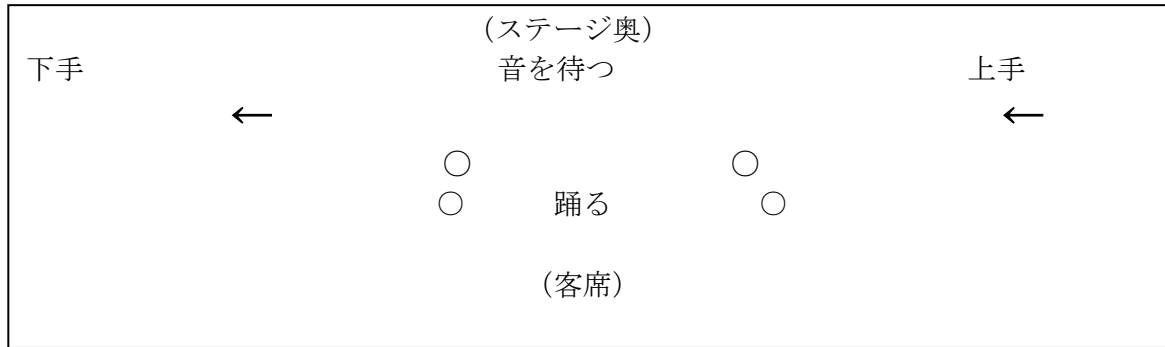 （ステージ奥）
下手 音を待つ 上手
← ←
○ ○
○ 踊る ○
（客席）